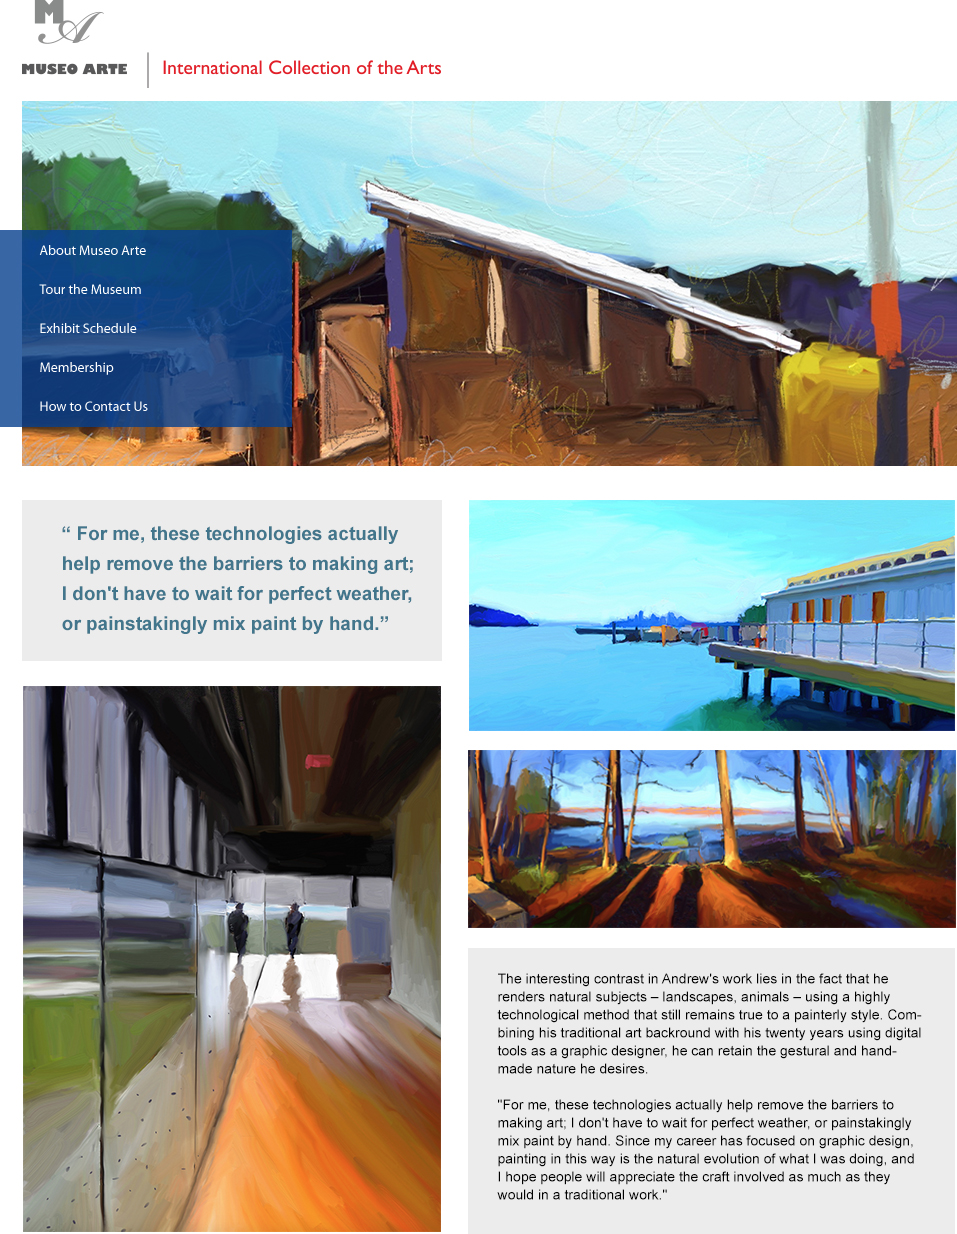 MA
MUSEO ARTE
International Collection of the Arts
About Museo Arte
Tour the Museum
Exhibit Schedule
Membership
How to Contact Us
“ For me, these technologies actually
help remove the barriers to making art;
I don't have to wait for perfect weather,
or painstakingly mix paint by hand.”
The interesting contrast in Andrew's work lies in the fact that he
renders natural subjects – landscapes, animals – using a highly
technological method that still remains true to a painterly style. Com-
bining his traditional art backround with his twenty years using digital
tools as a graphic designer, he can retain the gestural and hand-
made nature he desires.
"For me, these technologies actually help remove the barriers to
making art; I don't have to wait for perfect weather, or painstakingly
mix paint by hand. Since my career has focused on graphic design,
painting in this way is the natural evolution of what I was doing, and
I hope people will appreciate the craft involved as much as they
would in a traditional work."